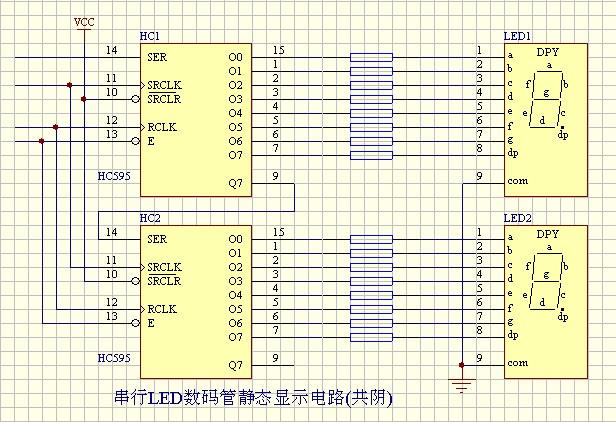 VCC
HC1
LED1
14 SER O0 15 1 a DPY
O1 1 2 b a
11 SRCLK O2 2 3 c f b
10 SRCLR O3 3 4 d g
O4 4 5 e e c
12 RCLK O5 5 6 f d
13 E O6 6 7 g dp
O7 7 8 dp
HC595 Q7 9 9 com
HC2
LED2
14 SER O0 15 1 a DPY
O1 1 2 b a
11 SRCLK O2 2 3 c f b
10 SRCLR O3 3 4 d g
O4 4 5 e e c
12 RCLK O5 5 6 f d
13 E O6 6 7 g dp
O7 7 8 dp
HC595 Q7 9 9 com
串行LED数码管静态显示电路(共阴)